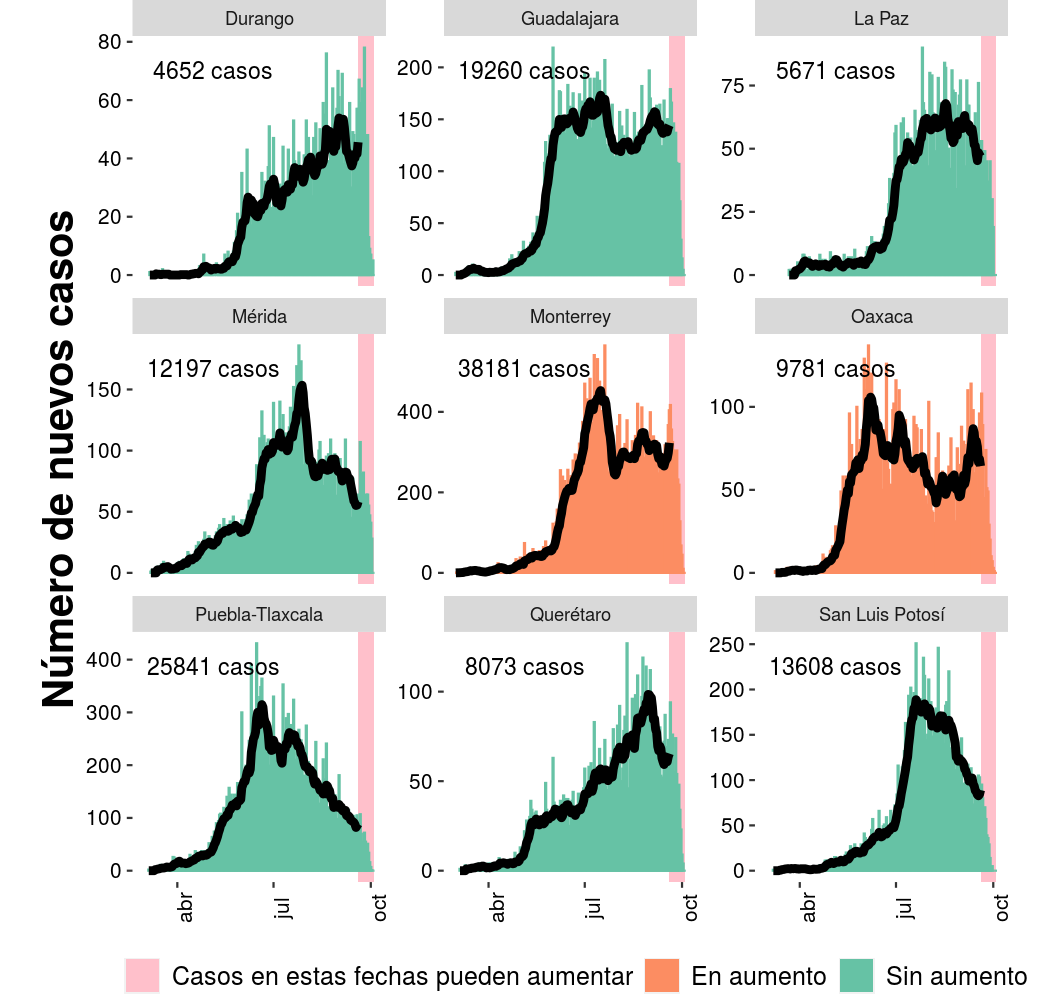 Número de nuevos casos
Durango
4652 casos
80
60
40
20
0
Guadalajara
19260 casos
200
150
100
50
0
La Paz
5671 casos
75
50
25
0
Mérida
12197 casos
150
100
50
0
Monterrey
38181 casos
400
200
0
Oaxaca
9781 casos
100
50
0
Puebla-Tlaxcala
25841 casos
400
300
200
100
0
abr
jul
oct
Querétaro
8073 casos
100
50
0
abr
jul
oct
San Luis Potosí
13608 casos
250
200
150
100
50
0
abr
jul
oct
Casos en estas fechas pueden aumentar
En aumento
Sin aumento